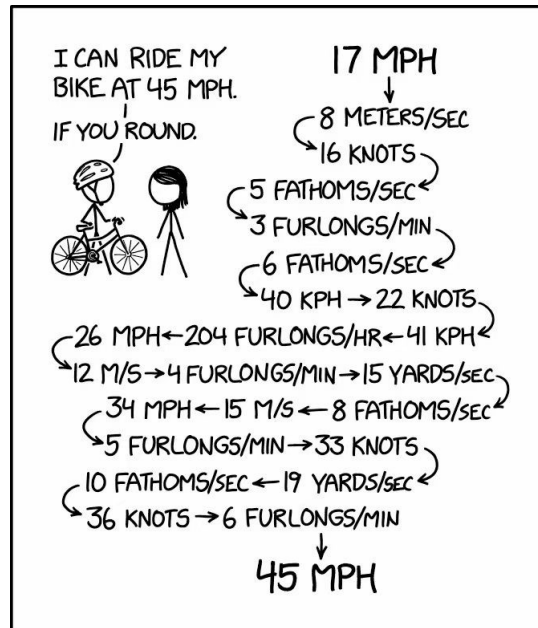 I CAN RIDE MY
BIKE AT 45 MPH.
IF YOU ROUND.
17 MPH
8 METERS/SEC
16 KNOTS
5 FATHOMS/SEC
3 FURLONGS/MIN
6 FATHOMS/SEC
40 KPH → 22 KNOTS
26 MPH ← 204 FURLONGS/HR ← 41 KPH
12 M/S → 4 FURLONGS/MIN → 15 YARDS/SEC
34 MPH ← 15 M/S ← 8 FATHOMS/SEC
5 FURLONGS/MIN → 33 KNOTS
10 FATHOMS/SEC ← 19 YARDS/SEC
36 KNOTS → 6 FURLONGS/MIN
45 MPH